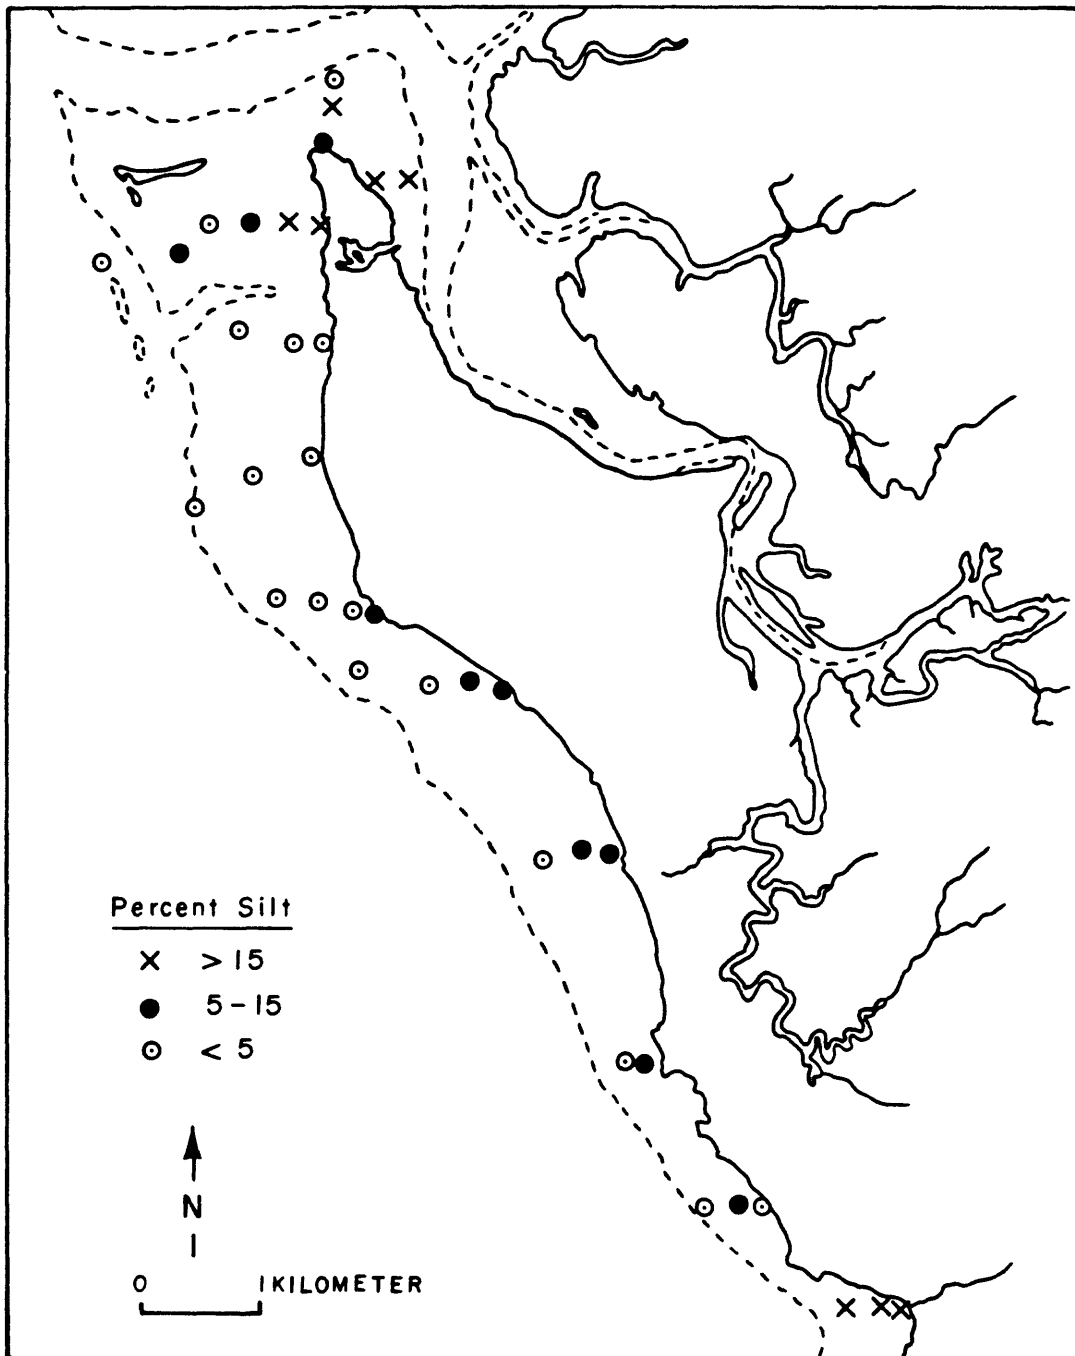 Percent Silt
× > 15
● 5-15
⊙ < 5
N
0 1 KILOMETER